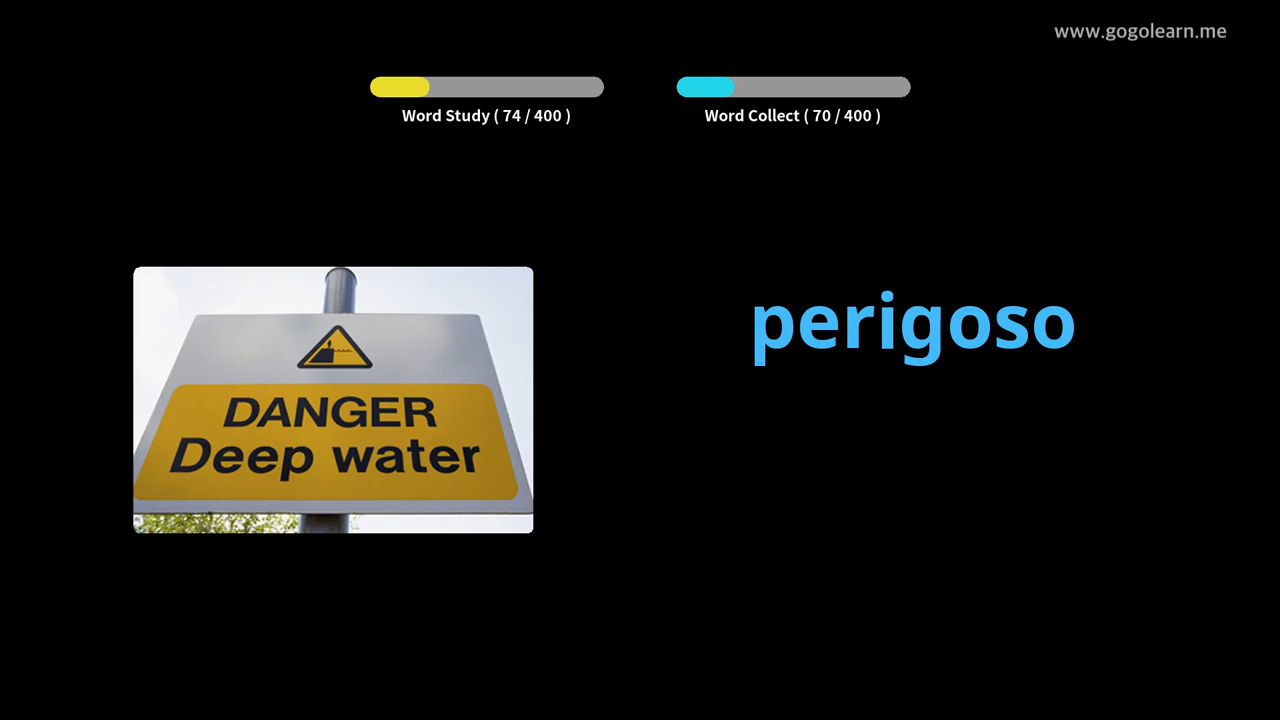 www.gogolearn.me
Word Study ( 74 / 400 )
Word Collect ( 70 / 400 )
DANGER
Deep water
perigoso